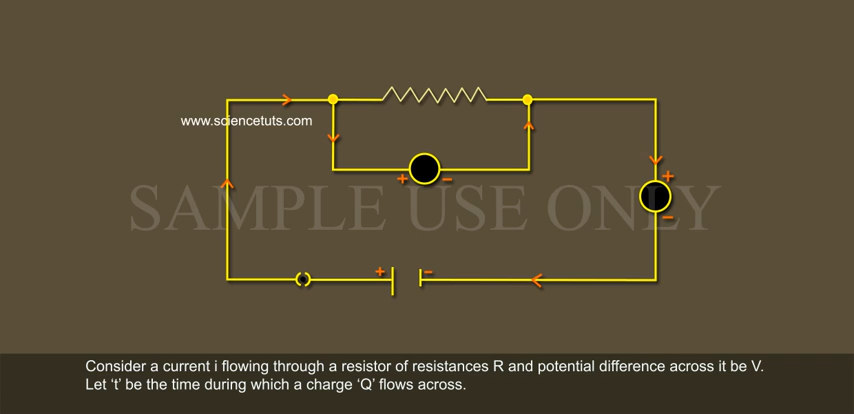 www.sciencetuts.com
+ -
+
-
SAMPLE USE ONLY
+ -
Consider a current i flowing through a resistor of resistances R and potential difference across it be V.
Let ‘t’ be the time during which a charge ‘Q’ flows across.